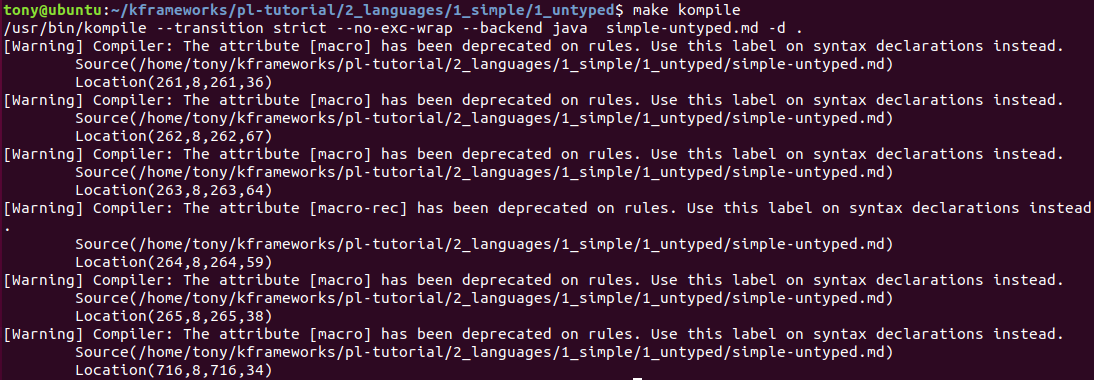 tony@ubuntu:~/kframeworks/pl-tutorial/2_languages/1_simple/1_untyped$ make kompile
/usr/bin/kompile --transition strict --no-exc-wrap --backend java  simple-untyped.md -d .
[Warning] Compiler: The attribute [macro] has been deprecated on rules. Use this label on syntax declarations instead.
        Source(/home/tony/kframeworks/pl-tutorial/2_languages/1_simple/1_untyped/simple-untyped.md)
        Location(261,8,261,36)
[Warning] Compiler: The attribute [macro] has been deprecated on rules. Use this label on syntax declarations instead.
        Source(/home/tony/kframeworks/pl-tutorial/2_languages/1_simple/1_untyped/simple-untyped.md)
        Location(262,8,262,67)
[Warning] Compiler: The attribute [macro] has been deprecated on rules. Use this label on syntax declarations instead.
        Source(/home/tony/kframeworks/pl-tutorial/2_languages/1_simple/1_untyped/simple-untyped.md)
        Location(263,8,263,64)
[Warning] Compiler: The attribute [macro-rec] has been deprecated on rules. Use this label on syntax declarations instead
.
        Source(/home/tony/kframeworks/pl-tutorial/2_languages/1_simple/1_untyped/simple-untyped.md)
        Location(264,8,264,59)
[Warning] Compiler: The attribute [macro] has been deprecated on rules. Use this label on syntax declarations instead.
        Source(/home/tony/kframeworks/pl-tutorial/2_languages/1_simple/1_untyped/simple-untyped.md)
        Location(265,8,265,38)
[Warning] Compiler: The attribute [macro] has been deprecated on rules. Use this label on syntax declarations instead.
        Source(/home/tony/kframeworks/pl-tutorial/2_languages/1_simple/1_untyped/simple-untyped.md)
        Location(716,8,716,34)